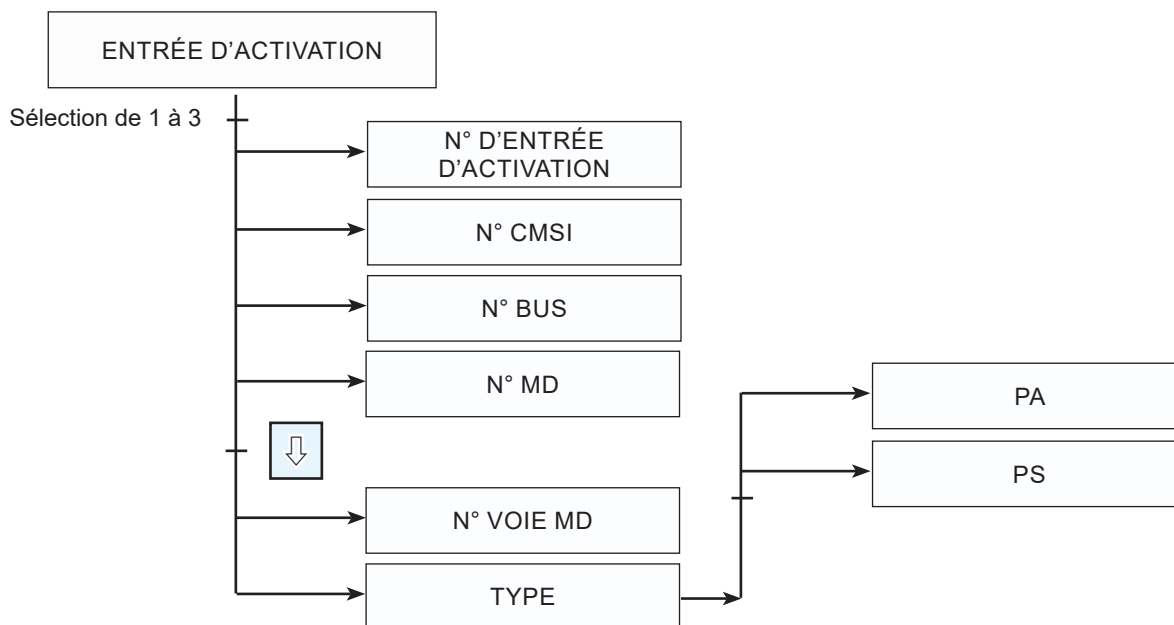 ENTRÉE D'ACTIVATION
Sélection de 1 à 3
N° D'ENTRÉE
D'ACTIVATION
N° CMSI
N° BUS
N° MD
PA
PS
N° VOIE MD
TYPE